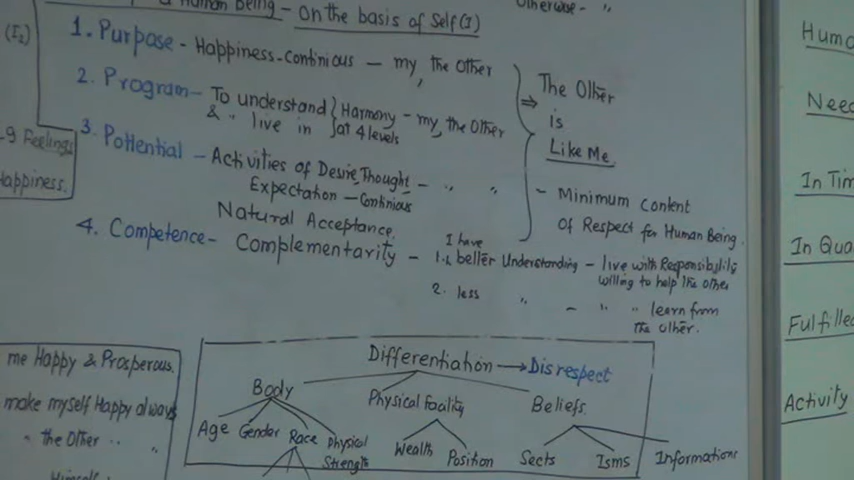 Human Being - On the basis of Self (I)
Otherwise - "
(I₂)
1. Purpose - Happiness-Continious - my, the Other
2. Program - To understand Harmony - my, the Other
& " live in at 4 levels
3. Pottential - Activities of Desire, Thought - " "
Expectation - Continious
Natural Acceptance
4. Competence - Complementarity -
I have
1. better Understanding - live with Responsibylity
willing to help the other
2. less " - " " learn from
the other.
⇒ The Other
is
Like Me.
- Minimum Content
Of Respect for Human Being.
9 Feelings
Happiness.
me Happy & Prosperous.
make myself Happy always
" the Other " "
Himself
Differentiation → Disrespect
Body Physical Facility Beliefs
Age Gender Race Physical Strength Wealth Position Sects Isms Informations
Huma
Need
In Tim
In Qua
Fulfilled
Activity